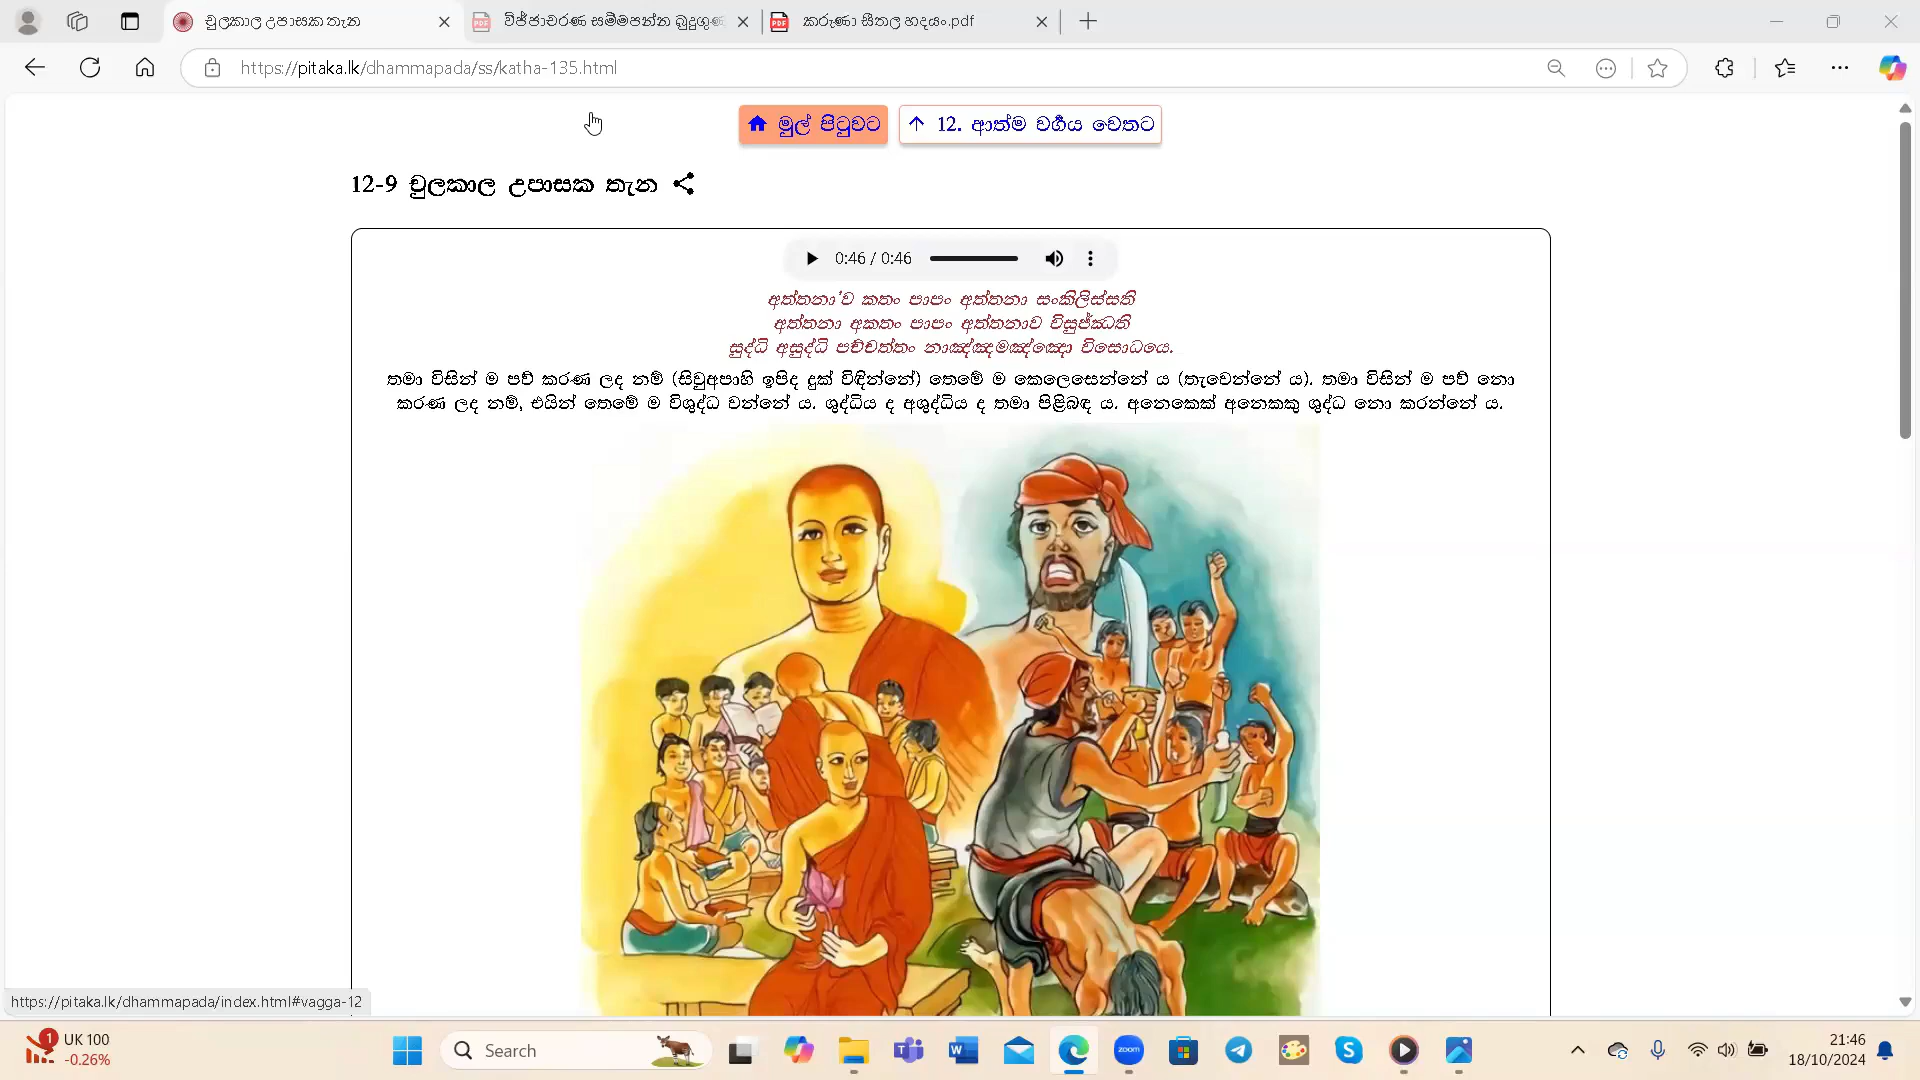 චුලකාල උපාසක තැන
විජ්ජාචරණ සම්මපන්න බුදුගුණ
කරුණා සීතල හදයං.pdf
https://pitaka.lk/dhammapada/ss/katha-135.html
මුල් පිටුවට
12. ආත්ම වර්‍ගය වෙතට
12-9 චුලකාල උපාසක තැන
0:46 / 0:46
අත්තනා'ව කතං පාපං අත්තනා සංකිලිස්සති
අත්තනා අකතං පාපං අත්තනාව විසුජ්ඣති
සුද්ධි අසුද්ධි පච්චත්තං නාඤ්ඤමඤ්ඤො විසොධයෙ.
තමා විසින් ම පව් කරණ ලද නම් (සිවුඅපාහි ඉපිද දුක් විඳින්නේ) තෙමේ ම කෙලෙසෙන්නේ ය (තැවෙන්නේ ය). තමා විසින් ම පව් නො
කරණ ලද නම්, එයින් තෙමේ ම විශුද්ධ වන්නේ ය. ශුද්ධිය ද අශුද්ධිය ද තමා පිළිබඳ ය. අනෙකෙක් අනෙකකු ශුද්ධ නො කරන්නේ ය.
https://pitaka.lk/dhammapada/index.html#vagga-12
1
UK 100
-0.26%
Search
zoom
21:46
18/10/2024